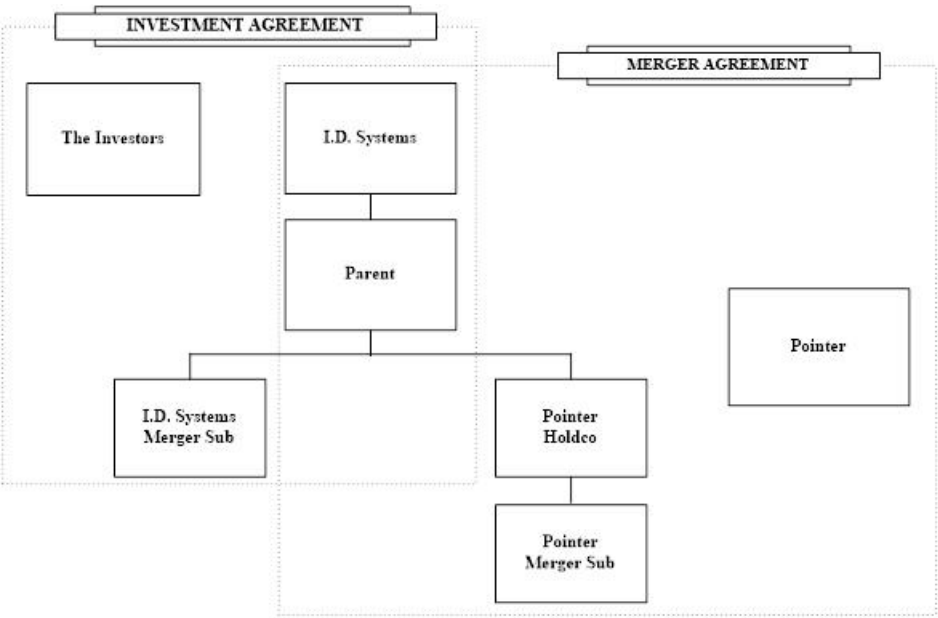 INVESTMENT AGREEMENT
MERGER AGREEMENT
The Investors
I.D. Systems
Parent
Pointer
I.D. Systems
Merger Sub
Pointer
Holdco
Pointer
Merger Sub